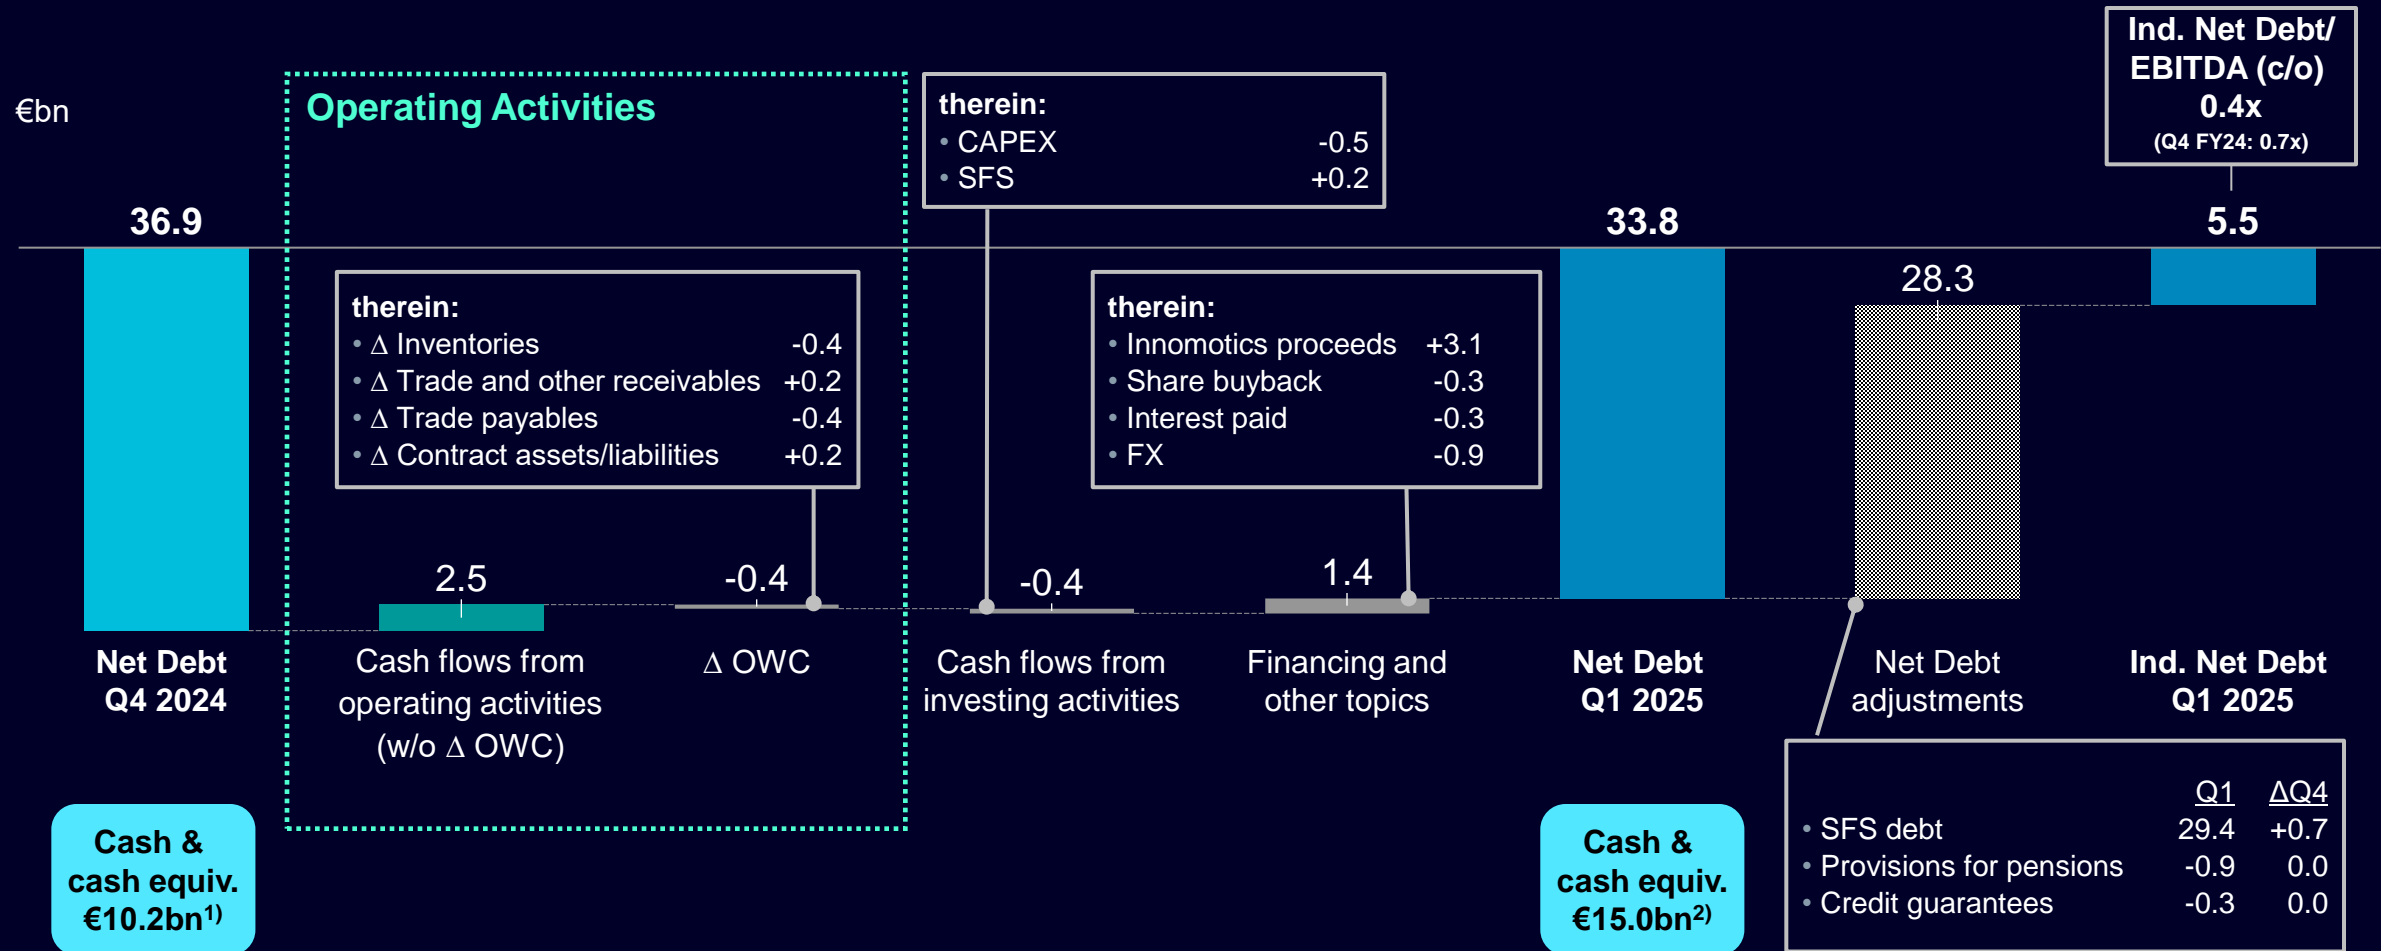 €bn
Operating Activities
therein:
• CAPEX -0.5
• SFS +0.2
Ind. Net Debt/
EBITDA (c/o)
0.4x
(Q4 FY24: 0.7x)
36.9
33.8
5.5
therein:
• Δ Inventories -0.4
• Δ Trade and other receivables +0.2
• Δ Trade payables -0.4
• Δ Contract assets/liabilities +0.2
therein:
• Innomotics proceeds +3.1
• Share buyback -0.3
• Interest paid -0.3
• FX -0.9
28.3
2.5
-0.4
-0.4
1.4
Net Debt
Q4 2024
Cash flows from
operating activities
(w/o Δ OWC)
Δ OWC
Cash flows from
investing activities
Financing and
other topics
Net Debt
Q1 2025
Net Debt
adjustments
Ind. Net Debt
Q1 2025
Cash &
cash equiv.
€10.2bn1)
Cash &
cash equiv.
€15.0bn2)
Q1 ΔQ4
• SFS debt 29.4 +0.7
• Provisions for pensions -0.9 0.0
• Credit guarantees -0.3 0.0